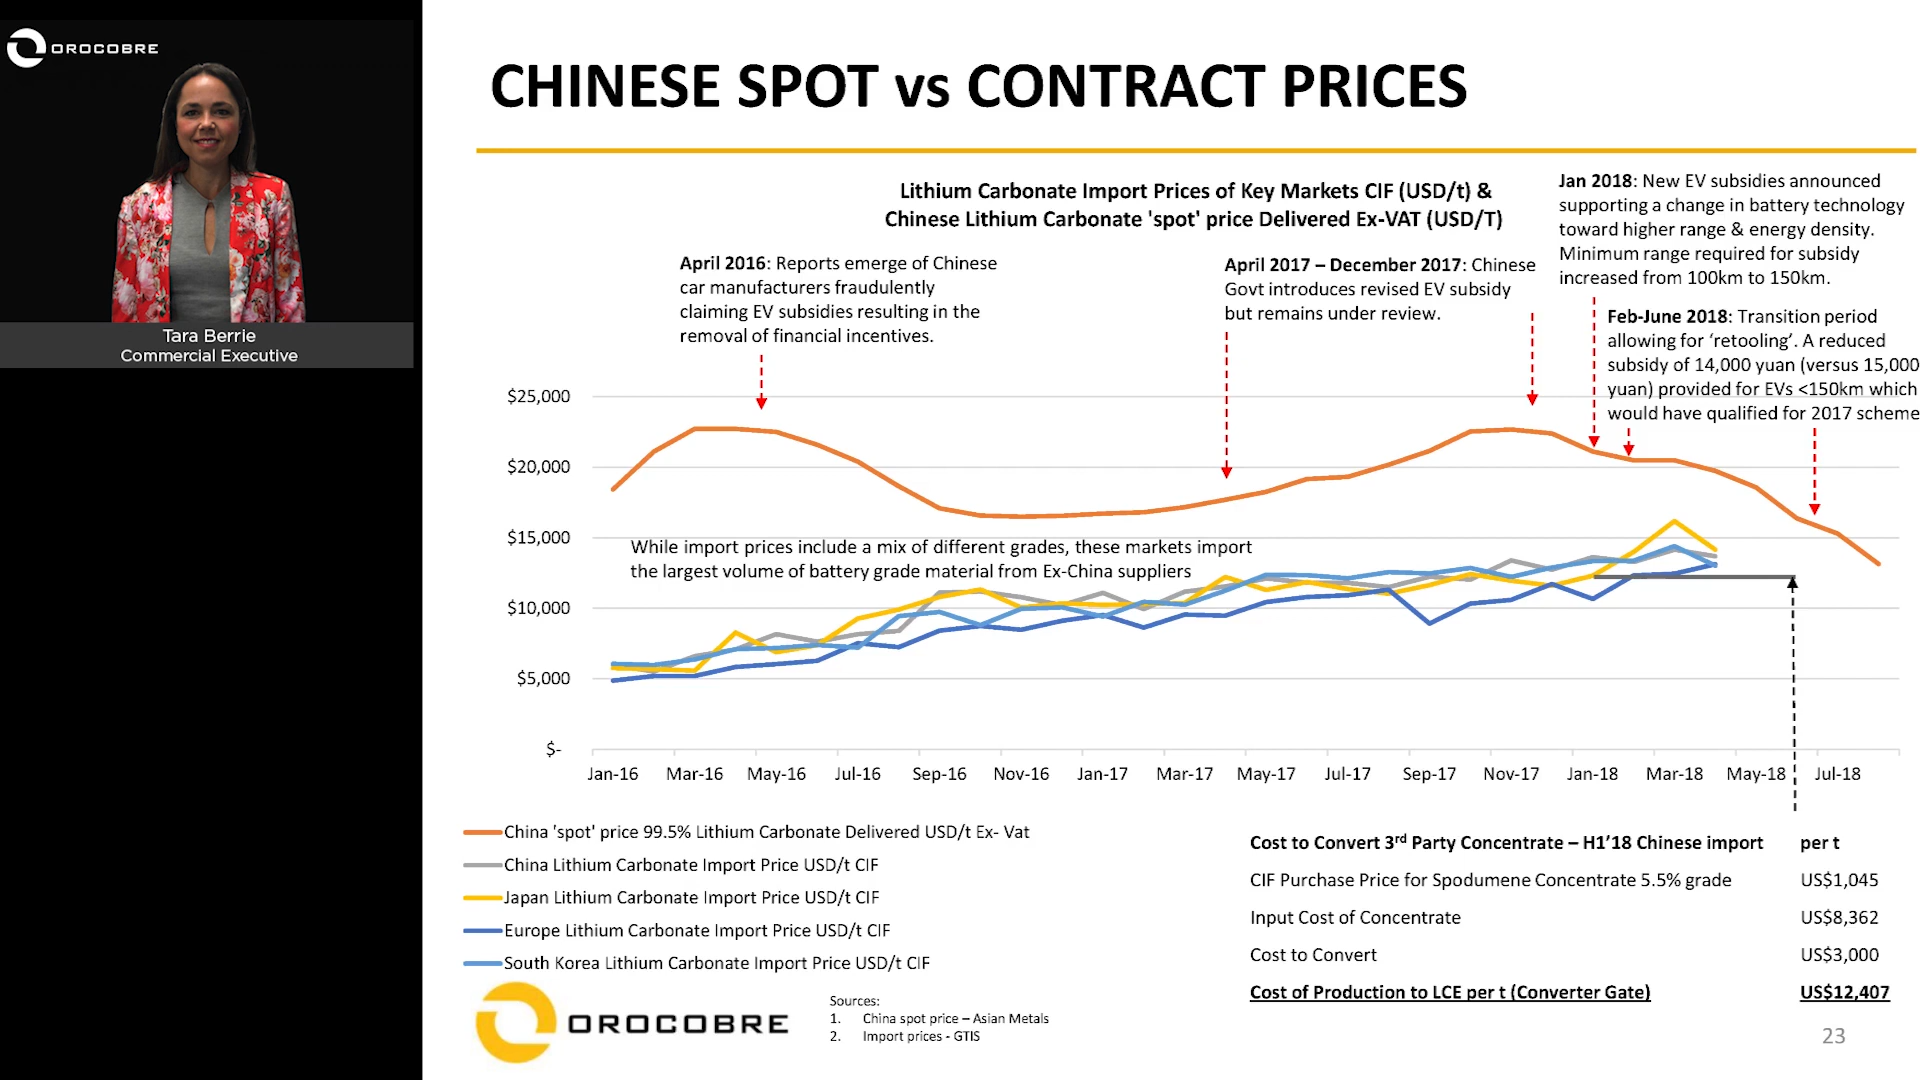 OROCOBRE
Tara Berrie
Commercial Executive
CHINESE SPOT vs CONTRACT PRICES
Lithium Carbonate Import Prices of Key Markets CIF (USD/t) &
Chinese Lithium Carbonate 'spot' price Delivered Ex-VAT (USD/T)
April 2016: Reports emerge of Chinese
car manufacturers fraudulently
claiming EV subsidies resulting in the
removal of financial incentives.
April 2017 – December 2017: Chinese
Govt introduces revised EV subsidy
but remains under review.
Jan 2018: New EV subsidies announced
supporting a change in battery technology
toward higher range & energy density.
Minimum range required for subsidy
increased from 100km to 150km.
Feb-June 2018: Transition period
allowing for ‘retooling’. A reduced
subsidy of 14,000 yuan (versus 15,000
yuan) provided for EVs <150km which
would have qualified for 2017 scheme
$25,000
$20,000
$15,000
$10,000
$5,000
$-
While import prices include a mix of different grades, these markets import
the largest volume of battery grade material from Ex-China suppliers
Jan-16 Mar-16 May-16 Jul-16 Sep-16 Nov-16 Jan-17 Mar-17 May-17 Jul-17 Sep-17 Nov-17 Jan-18 Mar-18 May-18 Jul-18
China 'spot' price 99.5% Lithium Carbonate Delivered USD/t Ex- Vat
China Lithium Carbonate Import Price USD/t CIF
Japan Lithium Carbonate Import Price USD/t CIF
Europe Lithium Carbonate Import Price USD/t CIF
South Korea Lithium Carbonate Import Price USD/t CIF
Cost to Convert 3rd Party Concentrate – H1’18 Chinese import per t
CIF Purchase Price for Spodumene Concentrate 5.5% grade US$1,045
Input Cost of Concentrate US$8,362
Cost to Convert US$3,000
Cost of Production to LCE per t (Converter Gate) US$12,407
OROCOBRE
Sources:
1. China spot price – Asian Metals
2. Import prices - GTIS
23